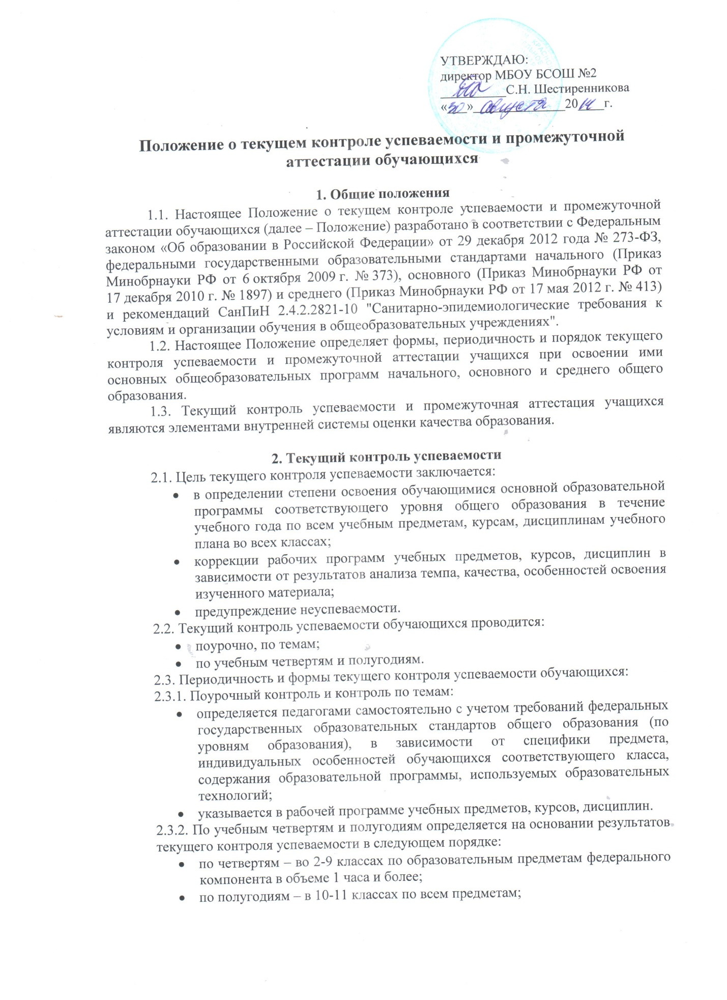 УТВЕРЖДАЮ:
директор МБОУ БСОШ №2
__________С.Н. Шестиренникова
«30»______августа______2014г.
Положение о текущем контроле успеваемости и промежуточной
аттестации обучающихся
1. Общие положения
1.1. Настоящее Положение о текущем контроле успеваемости и промежуточной
аттестации обучающихся (далее – Положение) разработано в соответствии с Федеральным
законом «Об образовании в Российской Федерации» от 29 декабря 2012 года № 273-ФЗ,
федеральными государственными образовательными стандартами начального (Приказ
Минобрнауки РФ от 6 октября 2009 г. № 373), основного (Приказ Минобрнауки РФ от
17 декабря 2010 г. № 1897) и среднего (Приказ Минобрнауки РФ от 17 мая 2012 г. № 413)
и рекомендаций СанПиН 2.4.2.2821-10 "Санитарно-эпидемиологические требования к
условиям и организации обучения в общеобразовательных учреждениях".
1.2. Настоящее Положение определяет формы, периодичность и порядок текущего
контроля успеваемости и промежуточной аттестации учащихся при освоении ими
основных общеобразовательных программ начального, основного и среднего общего
образования.
1.3. Текущий контроль успеваемости и промежуточная аттестация учащихся
являются элементами внутренней системы оценки качества образования.
2. Текущий контроль успеваемости
2.1. Цель текущего контроля успеваемости заключается:
• в определении степени освоения обучающимися основной образовательной
программы соответствующего уровня общего образования в течение
учебного года по всем учебным предметам, курсам, дисциплинам учебного
плана во всех классах;
• коррекции рабочих программ учебных предметов, курсов, дисциплин в
зависимости от результатов анализа темпа, качества, особенностей освоения
изученного материала;
• предупреждение неуспеваемости.
2.2. Текущий контроль успеваемости обучающихся проводится:
• поурочно, по темам;
• по учебным четвертям и полугодиям.
2.3. Периодичность и формы текущего контроля успеваемости обучающихся:
2.3.1. Поурочный контроль и контроль по темам:
• определяется педагогами самостоятельно с учетом требований федеральных
государственных образовательных стандартов общего образования (по
уровням образования), в зависимости от специфики предмета,
индивидуальных особенностей обучающихся соответствующего класса,
содержания образовательной программы, используемых образовательных
технологий;
• указывается в рабочей программе учебных предметов, курсов, дисциплин.
2.3.2. По учебным четвертям и полугодиям определяется на основании результатов
текущего контроля успеваемости в следующем порядке:
• по четвертям – во 2-9 классах по образовательным предметам федерального
компонента в объеме 1 часа и более;
• по полугодиям – в 10-11 классах по всем предметам;